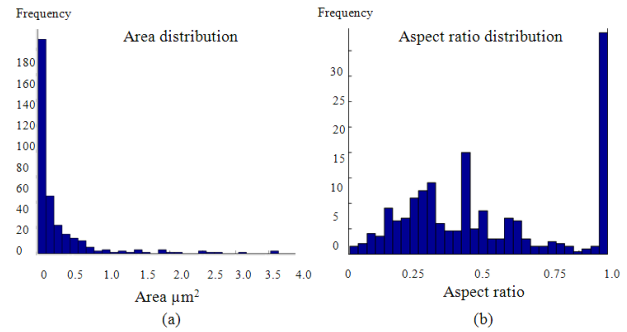 Frequency
Area distribution
180
160
140
120
100
80
60
40
20
0
0 0.5 1.0 1.5 2.0 2.5 3.0 3.5 4.0
Area µm2
(a)
Frequency
Aspect ratio distribution
30
25
20
15
10
5
0
0 0.25 0.5 0.75 1.0
Aspect ratio
(b)